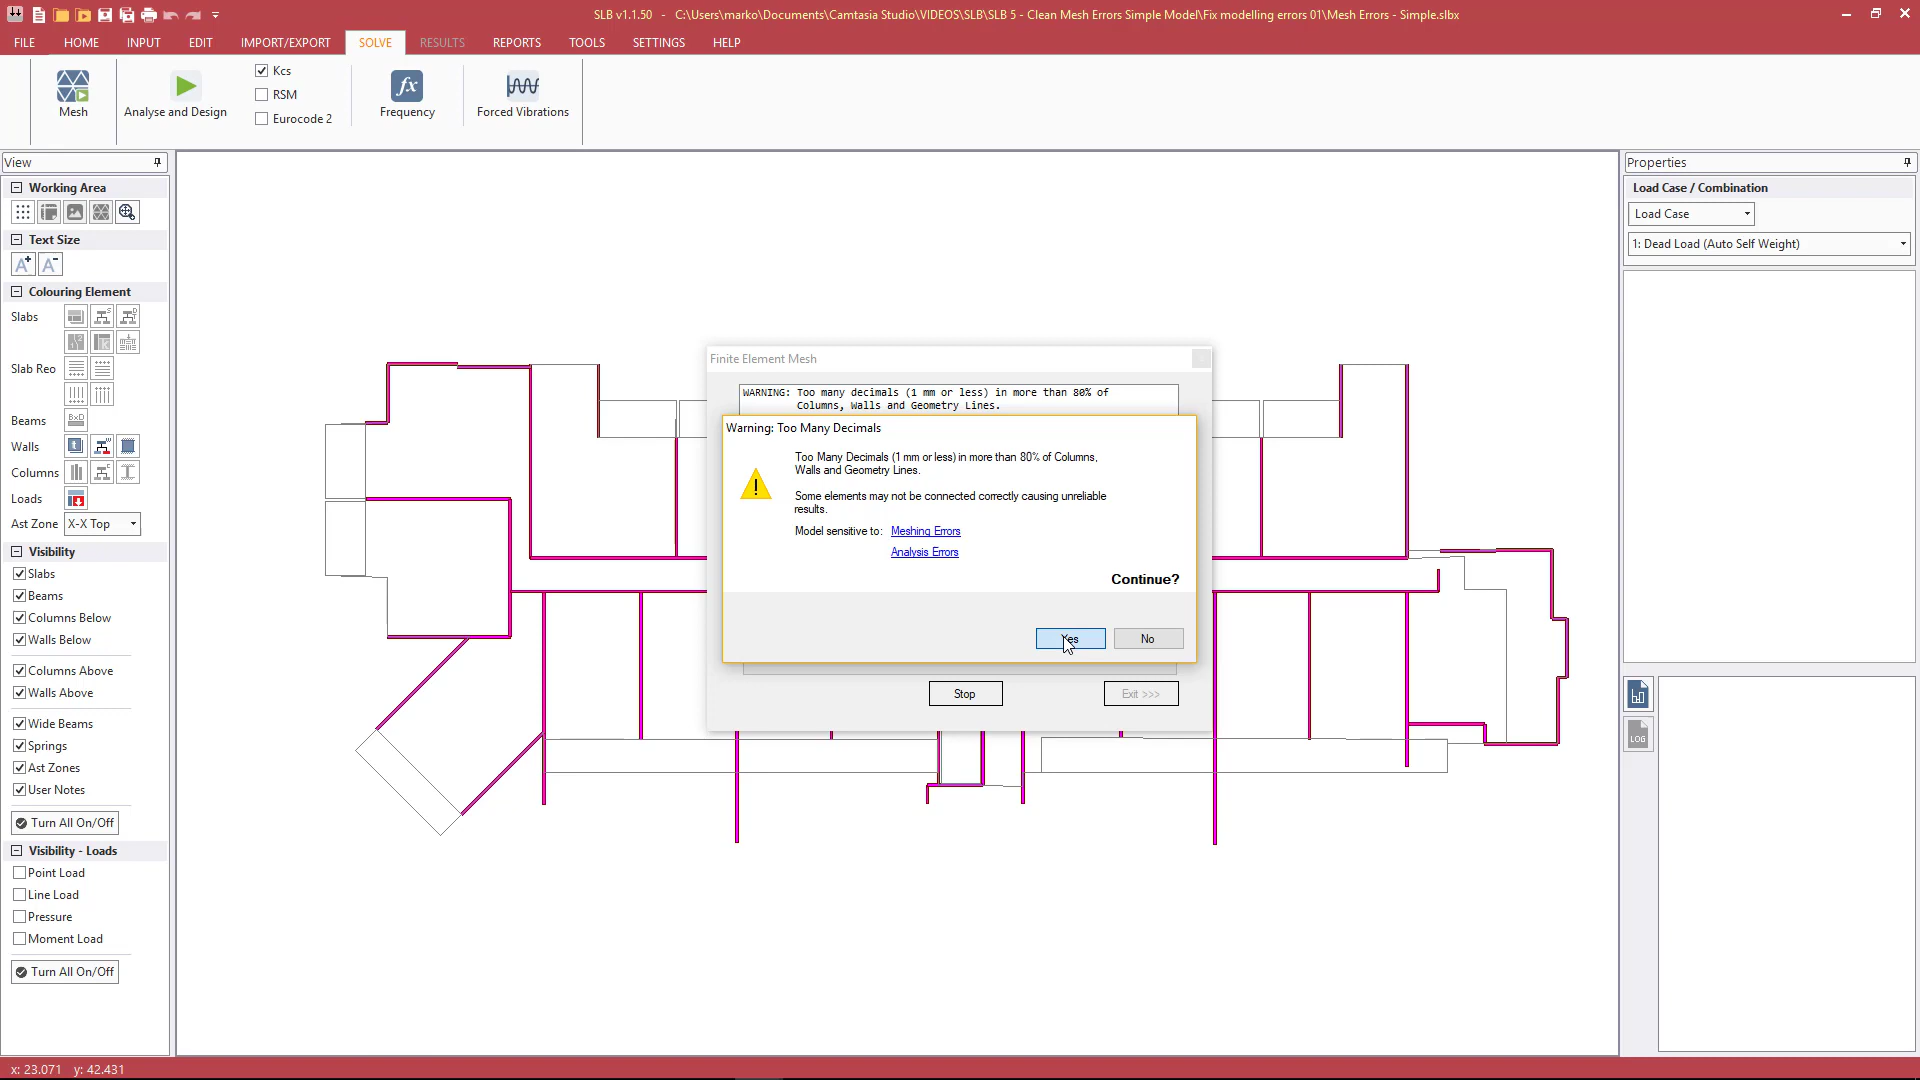 SLB v1.1.50 - C:\Users\marko\Documents\Camtasia Studio\VIDEOS\SLB\SLB 5 - Clean Mesh Errors Simple Model\Fix modelling errors 01\Mesh Errors - Simple.slbx
FILE HOME INPUT EDIT IMPORT/EXPORT SOLVE RESULTS REPORTS TOOLS SETTINGS HELP
Mesh
Analyse and Design
Kcs
RSM
Eurocode 2
fx
Frequency
Forced Vibrations
View
Working Area
Text Size
A+ A-
Colouring Element
Slabs
Slab Reo
Beams
BxD
Walls
Columns
Loads
Ast Zone X-X Top
Visibility
Slabs
Beams
Columns Below
Walls Below
Columns Above
Walls Above
Wide Beams
Springs
Ast Zones
User Notes
Turn All On/Off
Visibility - Loads
Point Load
Line Load
Pressure
Moment Load
Turn All On/Off
Finite Element Mesh
WARNING: Too many decimals (1 mm or less) in more than 80% of
Columns, Walls and Geometry Lines.
Warning: Too Many Decimals
Too Many Decimals (1 mm or less) in more than 80% of Columns,
Walls and Geometry Lines.
Some elements may not be connected correctly causing unreliable
results.
Model sensitive to: Meshing Errors
Analysis Errors
Continue?
Yes No
Stop Exit >>>
Properties
Load Case / Combination
Load Case
1: Dead Load (Auto Self Weight)
LOG
x: 23.071 y: 42.431